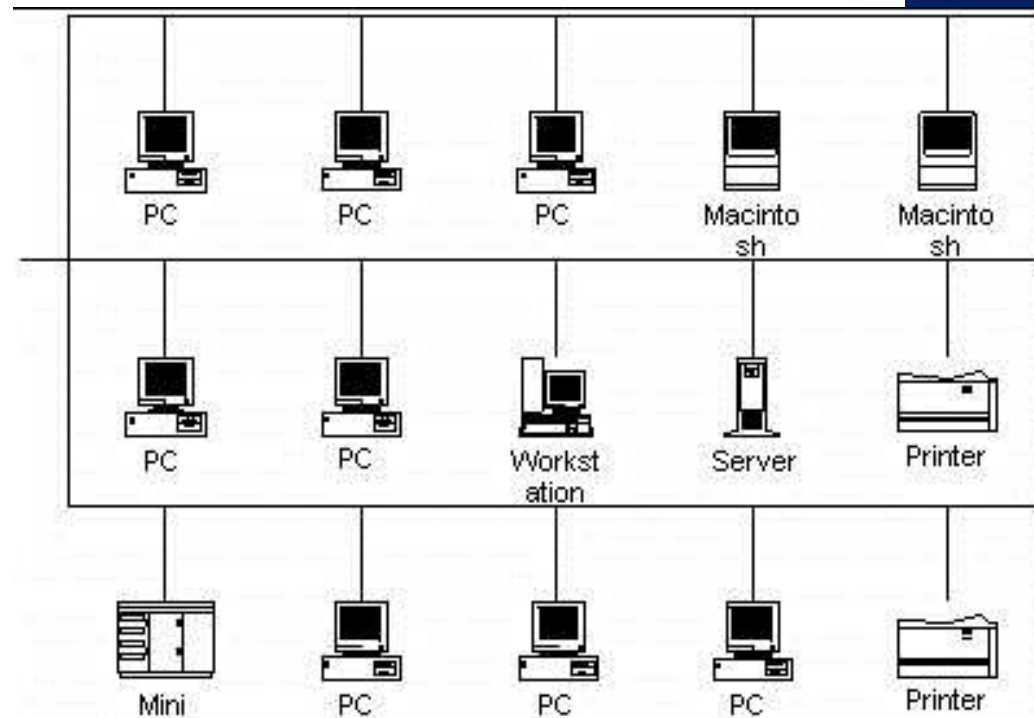 PC PC PC Macinto Macinto
sh sh
PC PC Workst Server Printer
ation
Mini PC PC PC Printer